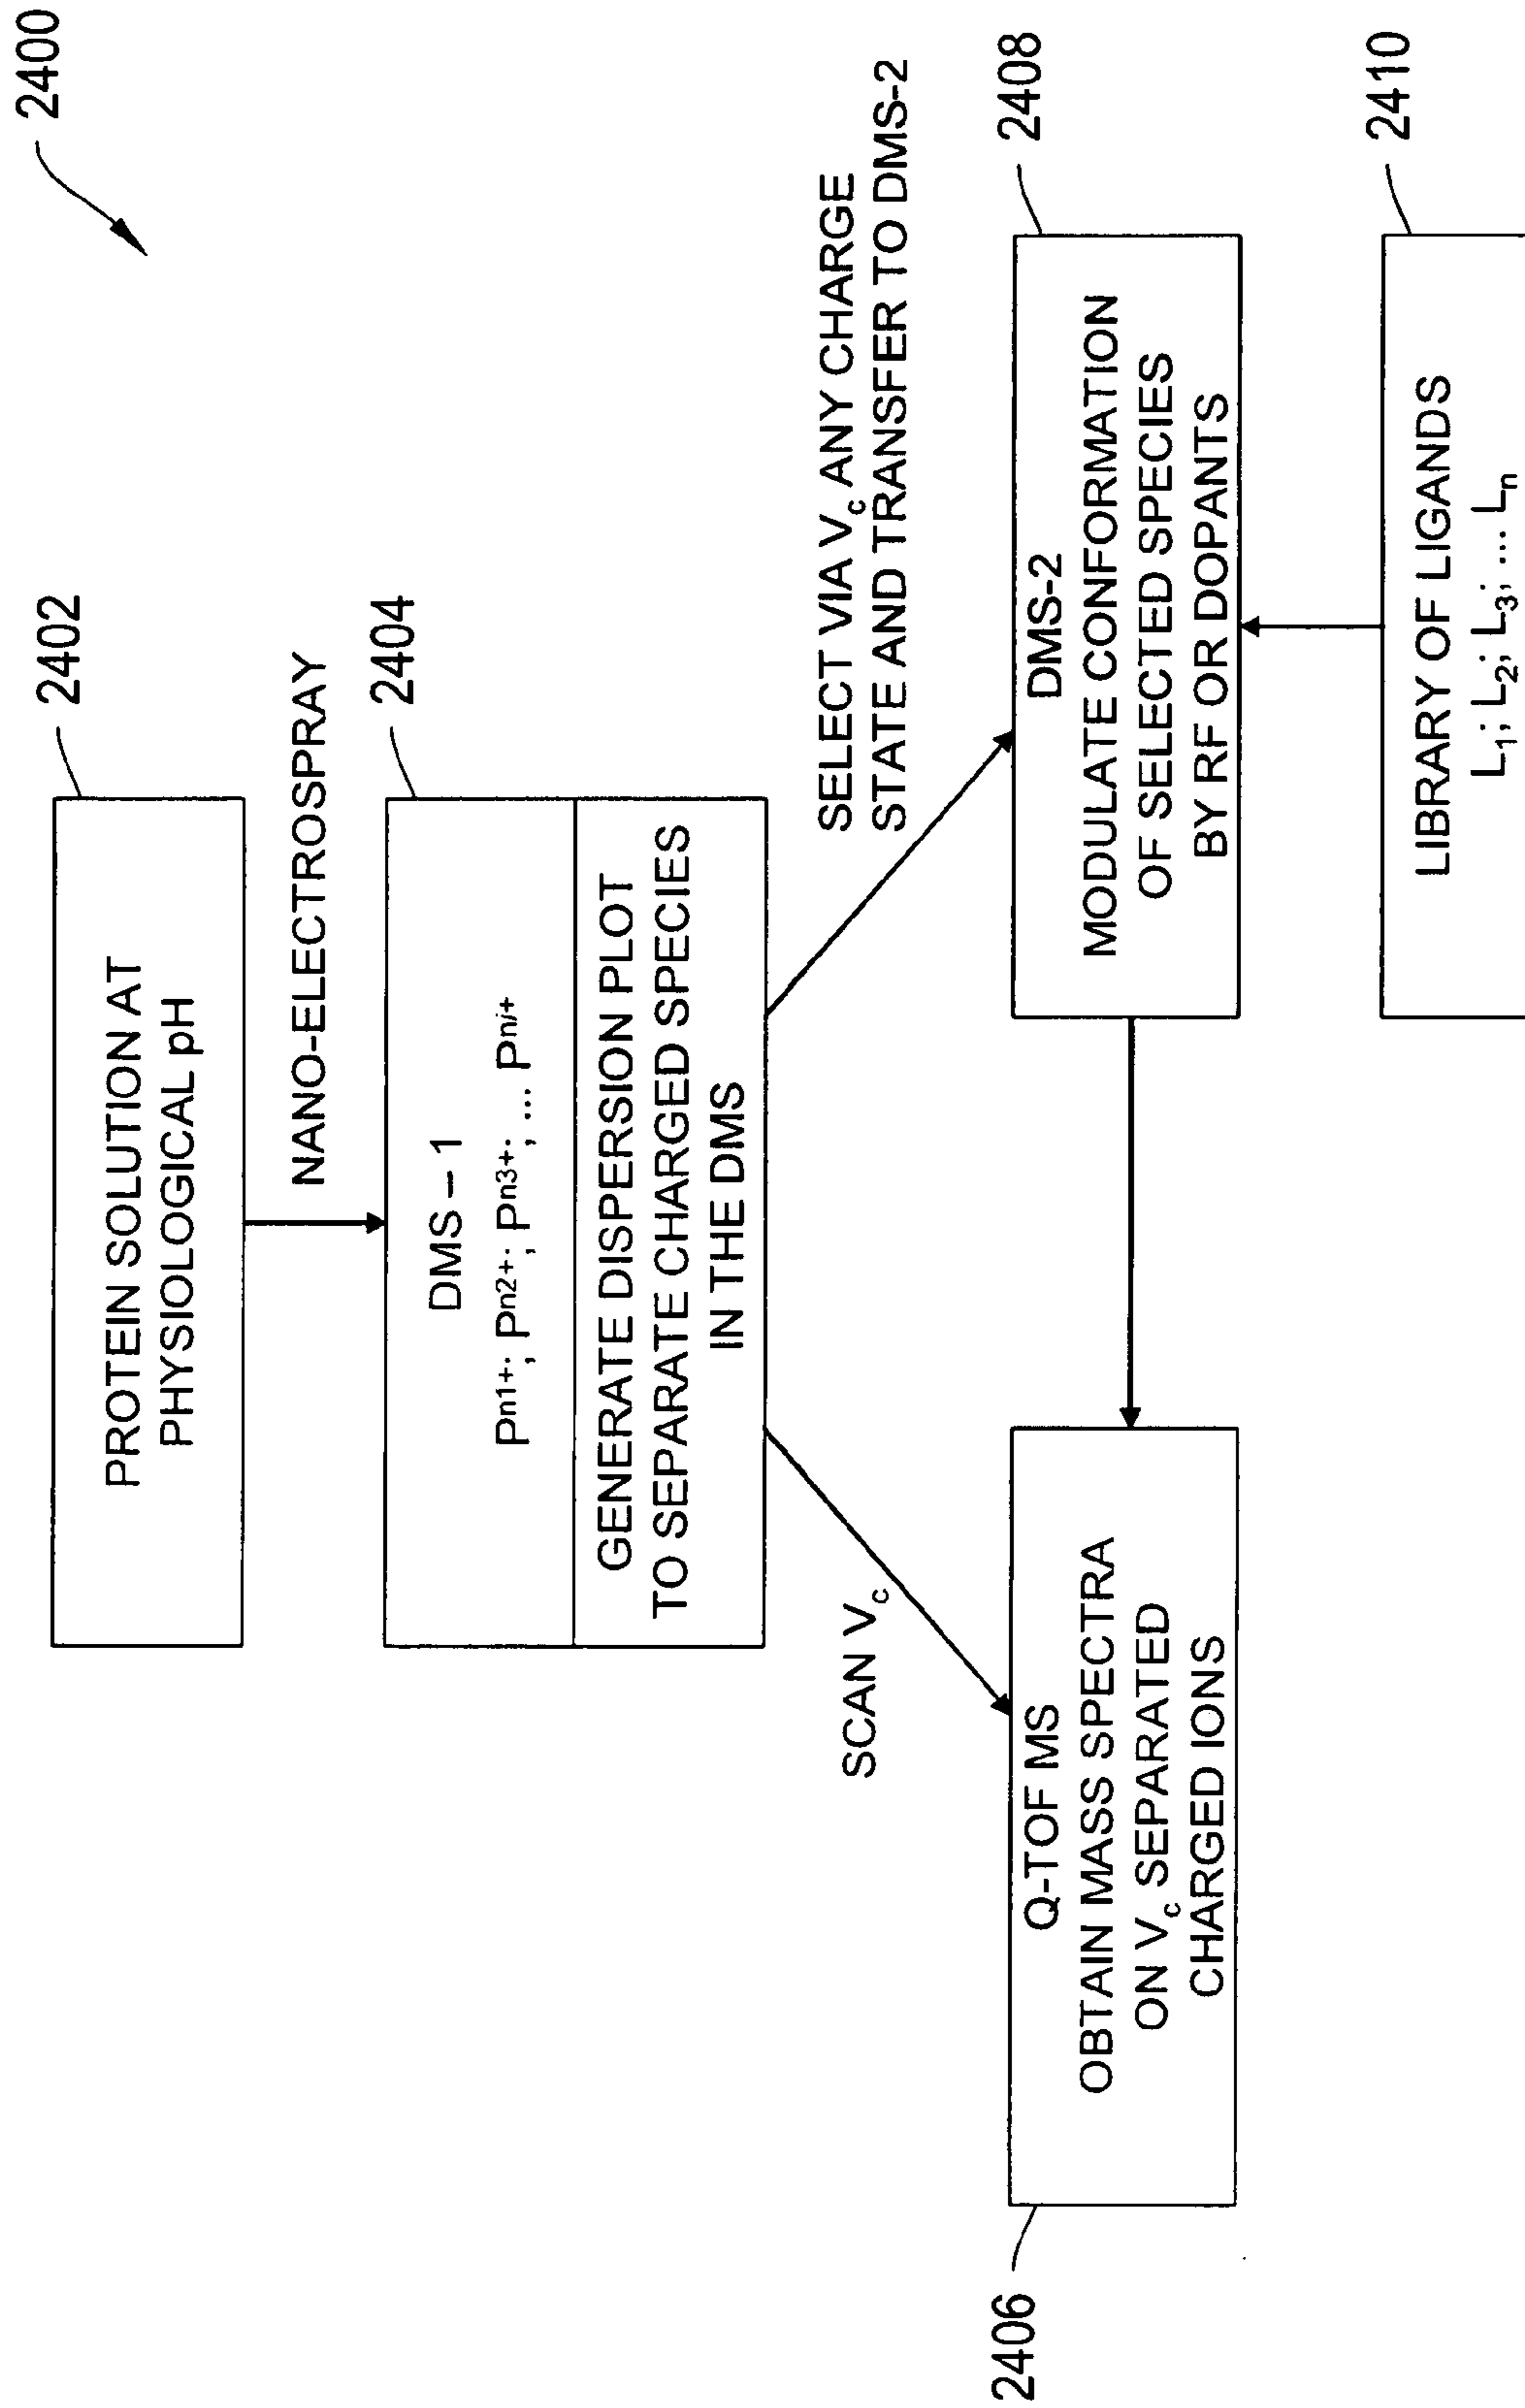 2400
2402
PROTEIN SOLUTION AT
PHYSIOLOGICAL pH
NANO-ELECTROSPRAY
2404
DMS – 1
Pn1+; Pn2+; Pn3+; ... Pni+
GENERATE DISPERSION PLOT
TO SEPARATE CHARGED SPECIES
IN THE DMS
SCAN Vc
SELECT VIA Vc ANY CHARGE
STATE AND TRANSFER TO DMS-2
2406
Q-TOF MS
OBTAIN MASS SPECTRA
ON Vc SEPARATED
CHARGED IONS
2408
DMS-2
MODULATE CONFORMATION
OF SELECTED SPECIES
BY RF OR DOPANTS
2410
LIBRARY OF LIGANDS
L1; L2; L3; ... Ln